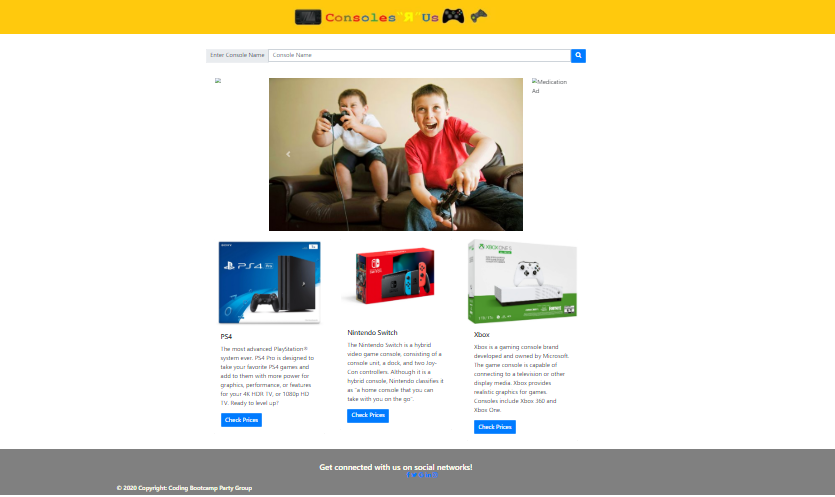 Consoles "Я" Us
Enter Console Name
Console Name
Medication
Ad
PS4 Pro
XBOX ONE S
PS4
The most advanced PlayStation®
system ever. PS4 Pro is designed to
take your favorite PS4 games and
add to them with more power for
graphics, performance, or features
for your 4K HDR TV, or 1080p HD
TV. Ready to level up?
Check Prices
Nintendo Switch
The Nintendo Switch is a hybrid
video game console, consisting of a
console unit, a dock, and two Joy-
Con controllers. Although it is a
hybrid console, Nintendo classifies it
as "a home console that you can
take with you on the go".
Check Prices
Xbox
Xbox is a gaming console brand
developed and owned by Microsoft.
The game console is capable of
connecting to a television or other
display media. Xbox provides
realistic graphics for games.
Consoles include Xbox 360 and
Xbox One.
Check Prices
Get connected with us on social networks!
© 2020 Copyright: Coding Bootcamp Party Group